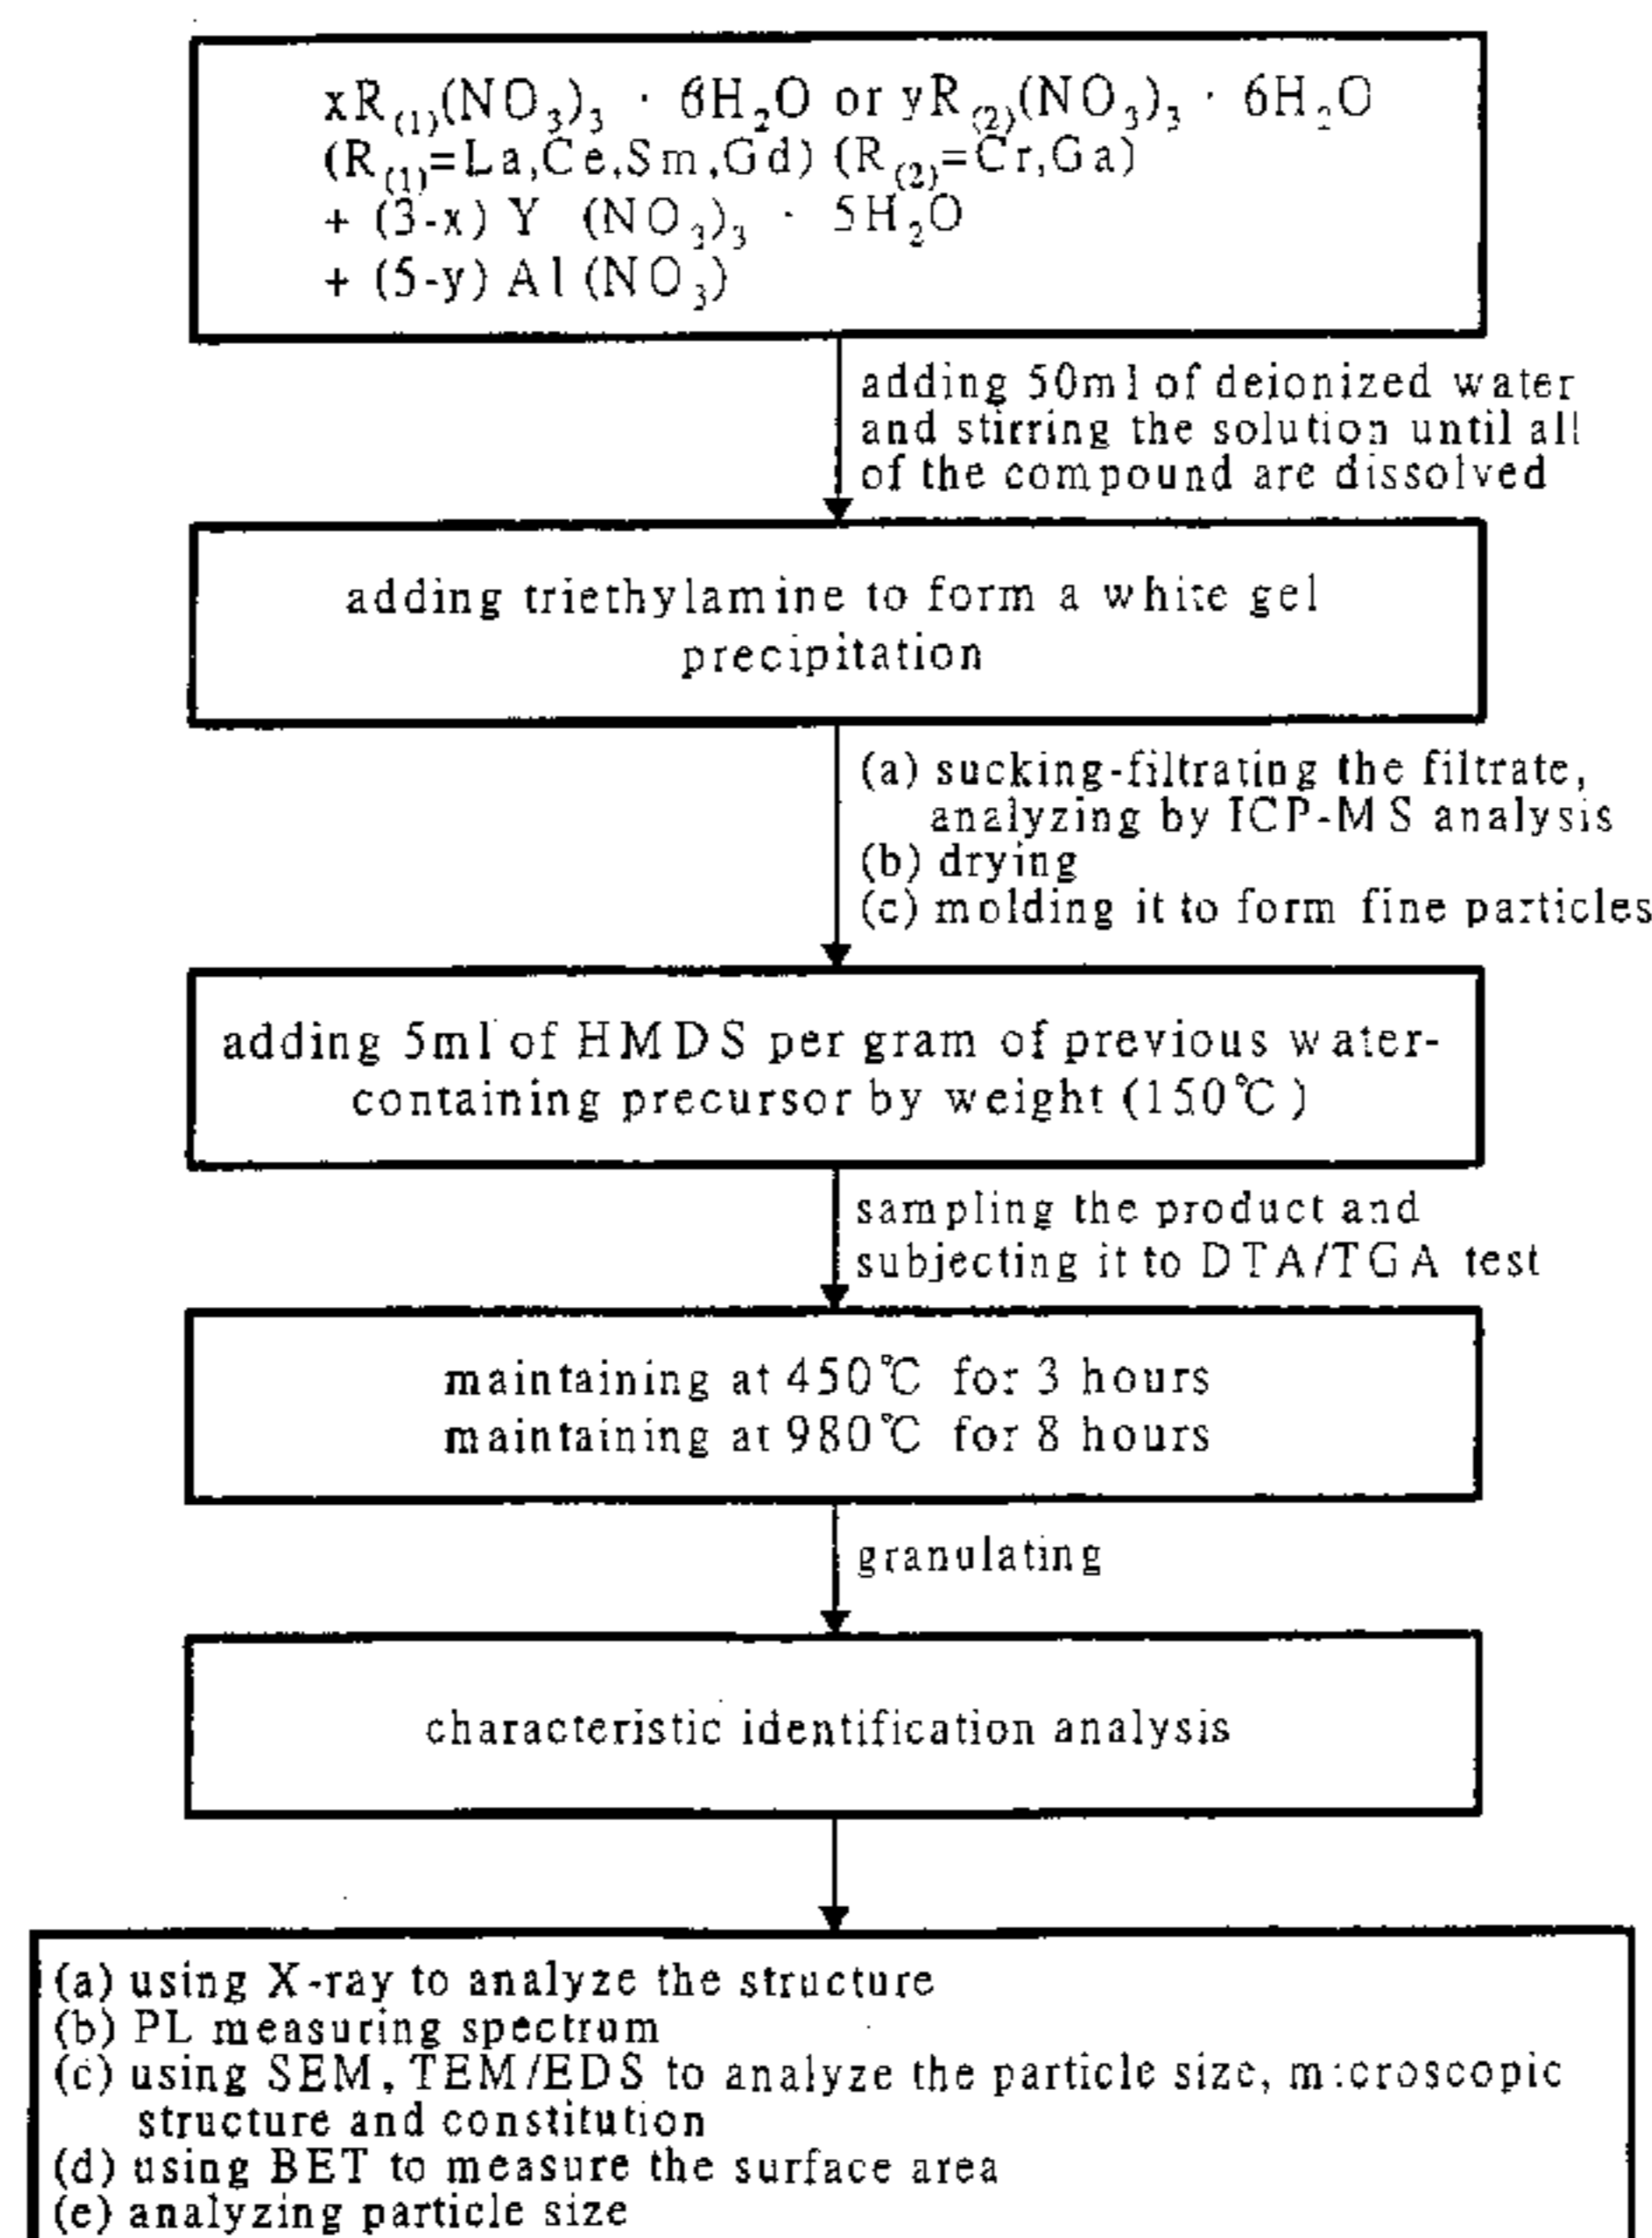 xR₍₁₎(NO₃)₃ · 6H₂O or yR₍₂₎(NO₃)₃ · 6H₂O
(R₍₁₎=La,Ce,Sm,Gd) (R₍₂₎=Cr,Ga)
+ (3-x) Y (NO₃)₃ · 5H₂O
+ (5-y) Al(NO₃)
adding 50ml of deionized water
and stirring the solution until all
of the compound are dissolved
adding triethylamine to form a white gel
precipitation
(a) sucking-filtrating the filtrate,
analyzing by ICP-MS analysis
(b) drying
(c) molding it to form fine particles
adding 5ml of HMDS per gram of previous water-
containing precursor by weight (150℃)
sampling the product and
subjecting it to DTA/TGA test
maintaining at 450℃ for 3 hours
maintaining at 980℃ for 8 hours
granulating
characteristic identification analysis
(a) using X-ray to analyze the structure
(b) PL measuring spectrum
(c) using SEM, TEM/EDS to analyze the particle size, microscopic
structure and constitution
(d) using BET to measure the surface area
(e) analyzing particle size